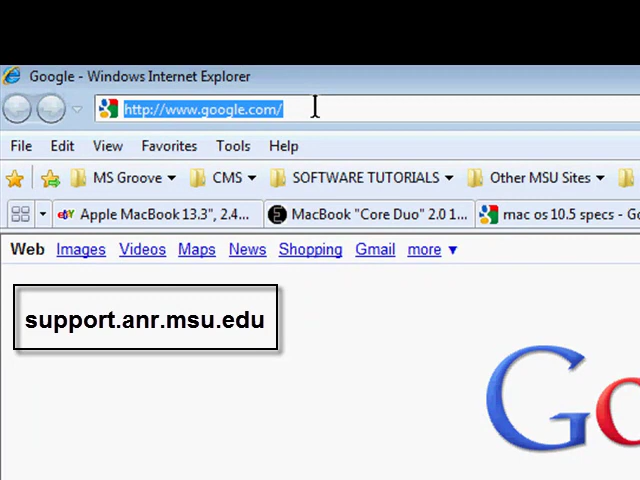 Google - Windows Internet Explorer
http://www.google.com/
File Edit View Favorites Tools Help
MS Groove CMS SOFTWARE TUTORIALS Other MSU Sites
Apple MacBook 13.3", 2.4... MacBook "Core Duo" 2.0 1... mac os 10.5 specs - Go
Web Images Videos Maps News Shopping Gmail more
support.anr.msu.edu
Go